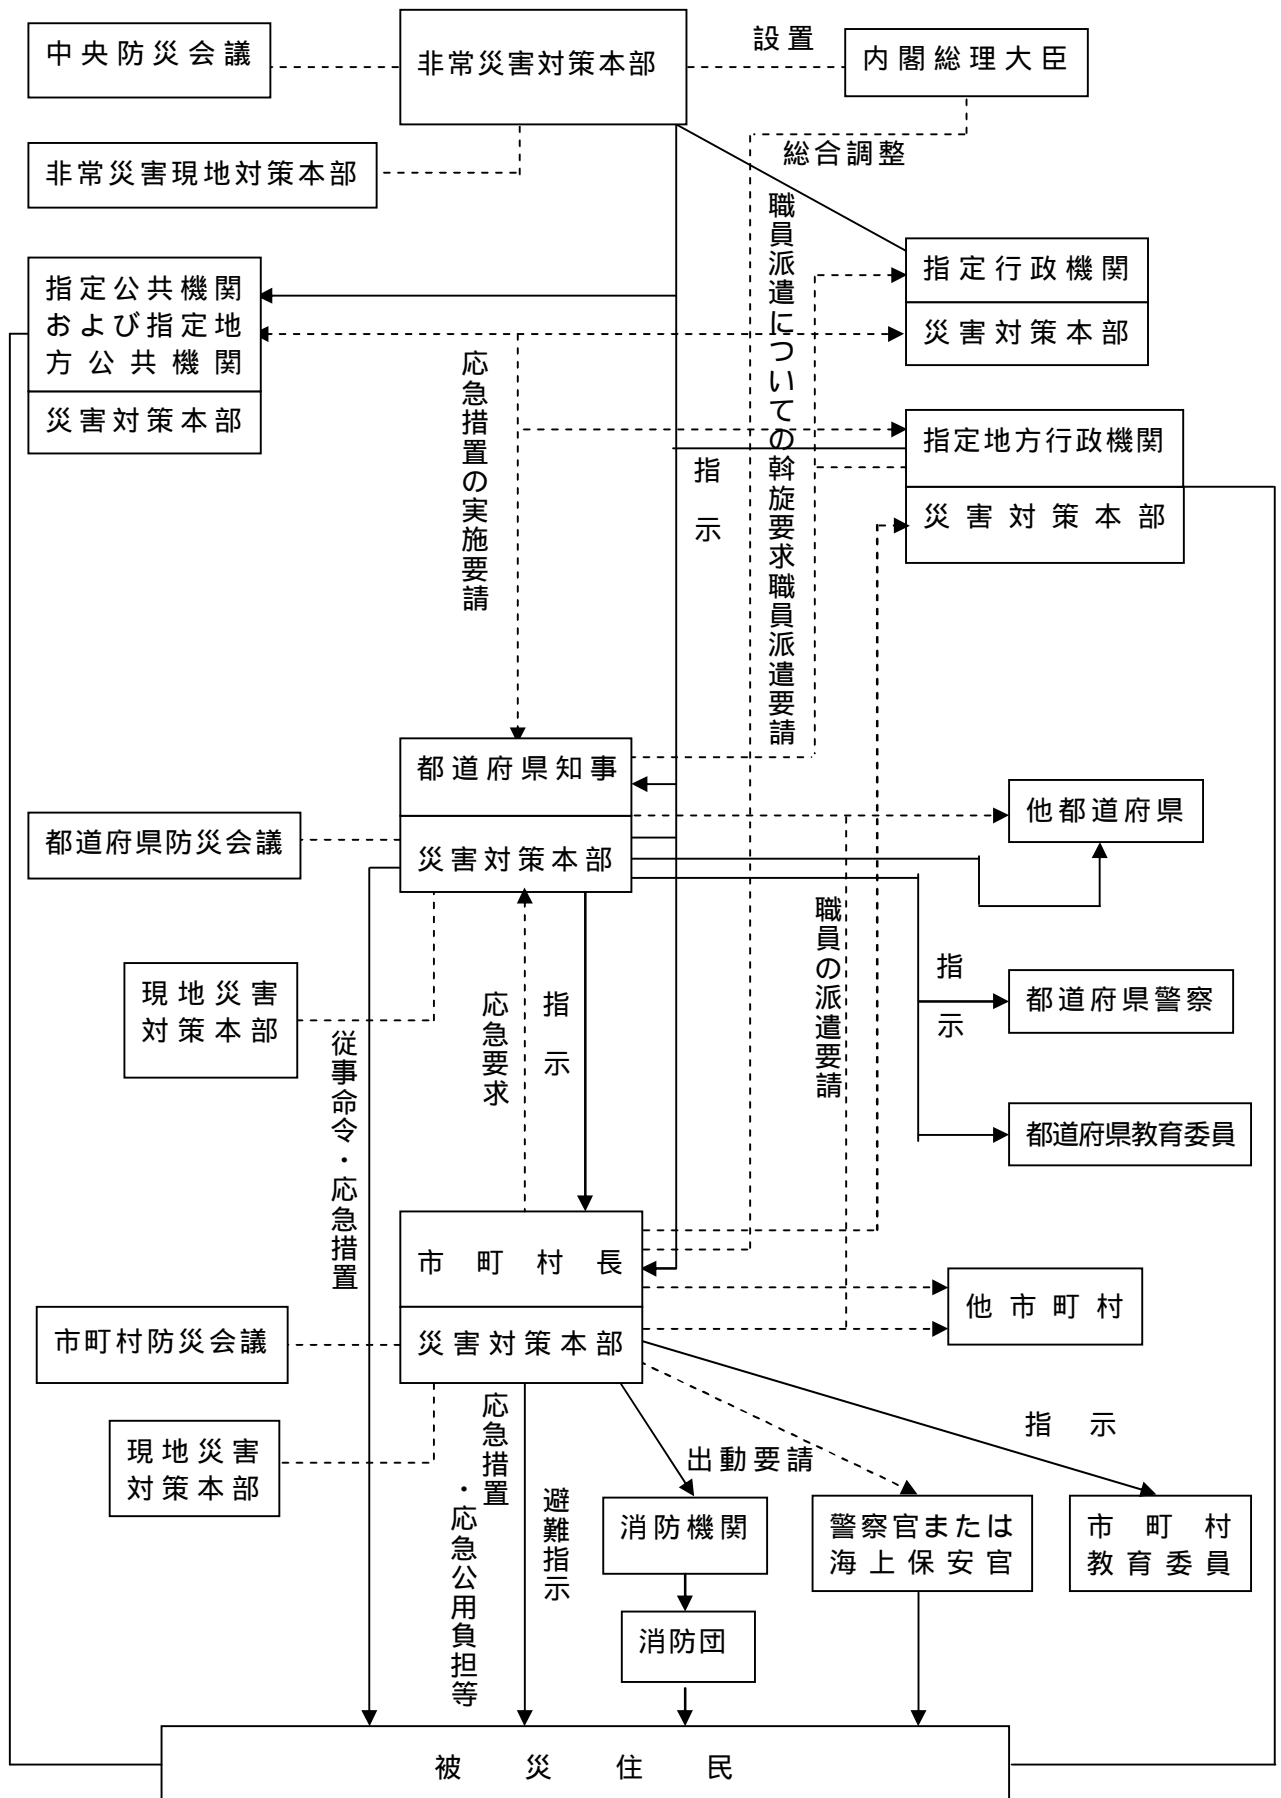 中央防災会議
非常災害対策本部
設置
内閣総理大臣
総合調整
非常災害現地対策本部
職員派遣についての斡旋要求職員派遣要請
指定公共機関
および指定地
方公共機関
災害対策本部
指定行政機関
災害対策本部
応急措置の実施要請
指示
指定地方行政機関
災害対策本部
都道府県知事
災害対策本部
都道府県防災会議
他都道府県
職員の派遣要請
指示
都道府県警察
都道府県教育委員
現地災害
対策本部
従事命令・応急措置
応急要求
指示
市町村長
災害対策本部
市町村防災会議
他市町村
現地災害
対策本部
応急措置
・応急公用負担等
避難指示
出動要請
指示
消防機関
消防団
警察官または
海上保安官
市町村
教育委員
被災住民